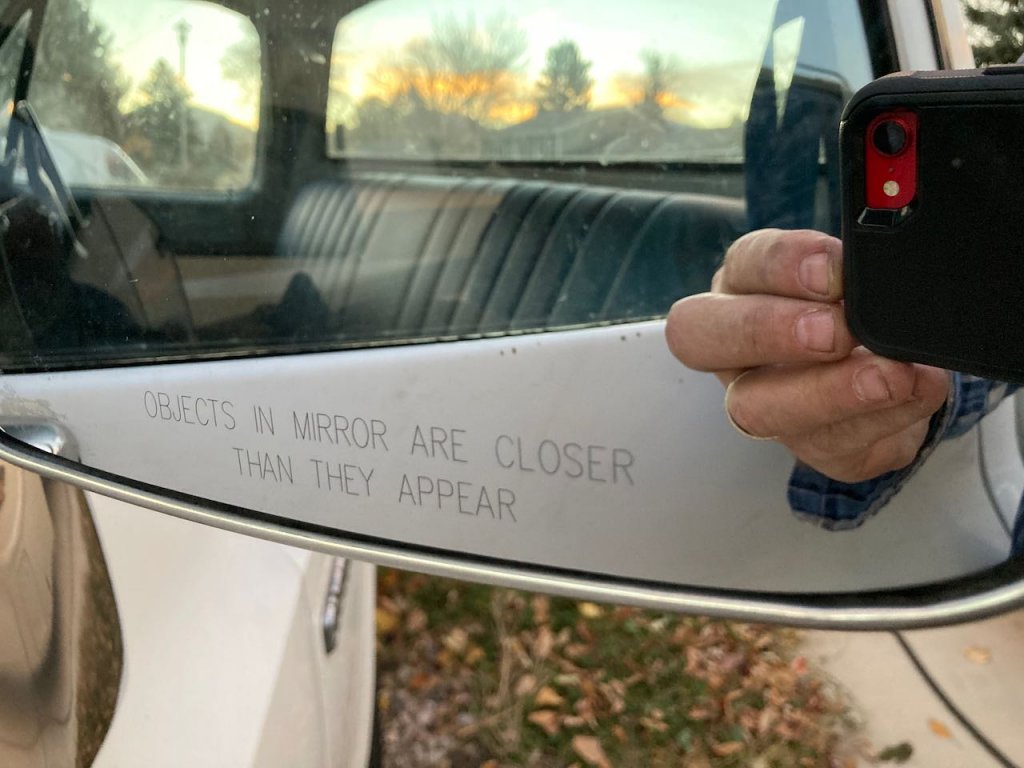 OBJECTS IN MIRROR ARE CLOSER
THAN THEY APPEAR